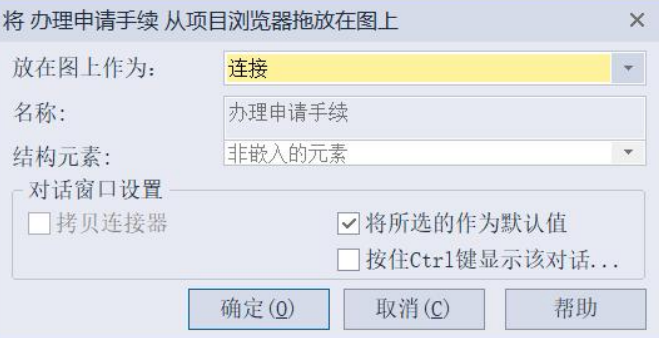 将 办理申请手续 从项目浏览器拖放在图上
放在图上作为：
连接
名称：
办理申请手续
结构元素：
非嵌入的元素
对话窗口设置
拷贝连接器
将所选的作为默认值
按住Ctrl键显示该对话...
确定(O)
取消(C)
帮助